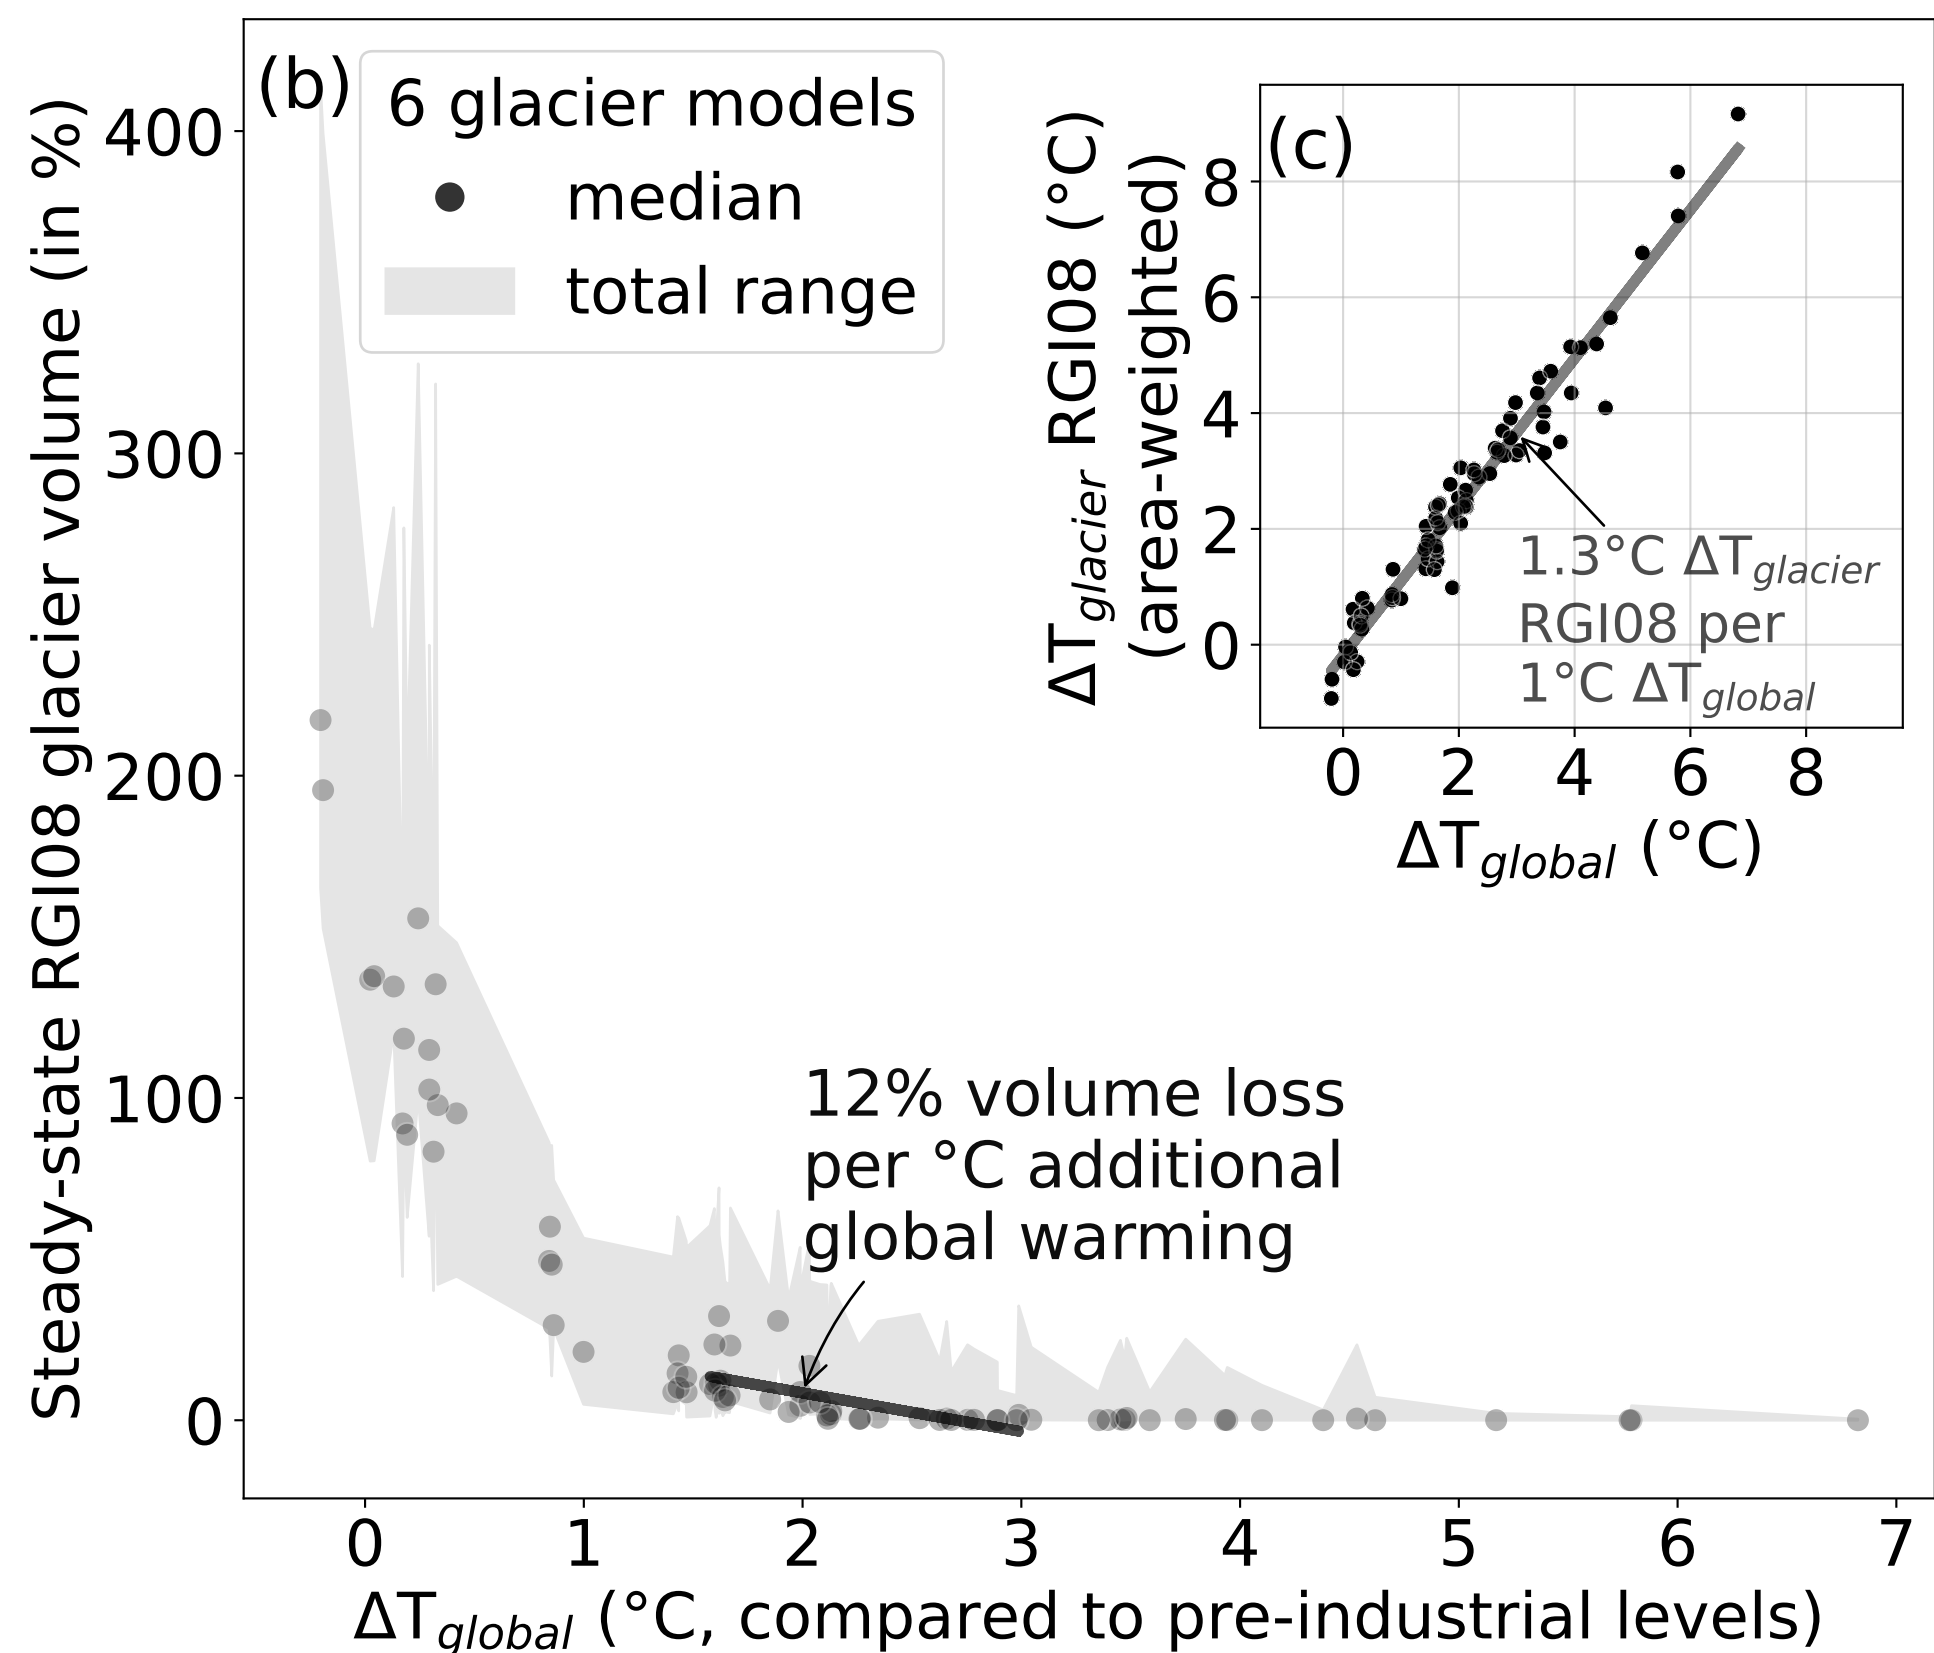 (b)
6 glacier models
median
total range
Steady-state RGI08 glacier volume (in %)
400
300
200
100
0
12% volume loss
per °C additional
global warming
0 1 2 3 4 5 6 7
ΔTglobal (°C, compared to pre-industrial levels)
(c)
ΔTglacier RGI08 (°C)
(area-weighted)
8
6
4
2
0
1.3°C ΔTglacier
RGI08 per
1°C ΔTglobal
0 2 4 6 8
ΔTglobal (°C)